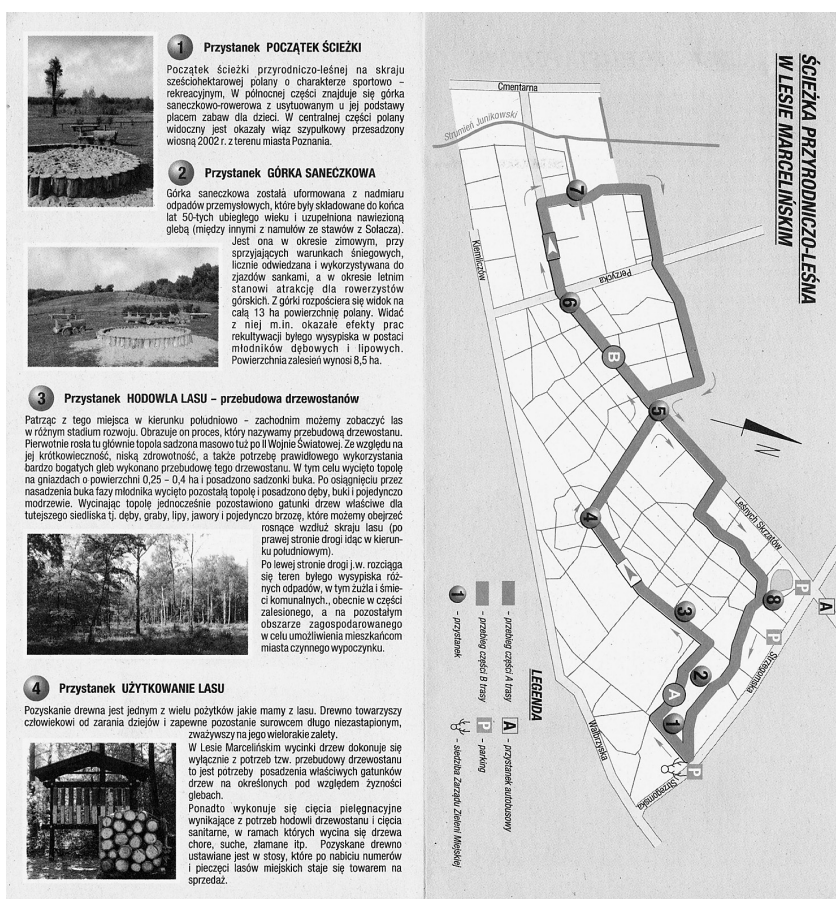 1 Przystanek POCZĄTEK ŚCIEŻKI
Początek ścieżki przyrodniczo-leśnej na skraju
sześciohektarowej polany o charakterze sportowo –
rekreacyjnym, W północnej części znajduje się górka
saneczkowo-rowerowa z usytuowanym u jej podstawy
placem zabaw dla dzieci. W centralnej części polany
widoczny jest okazały wiąz szypułkowy przesadzony
wiosną 2002 r. z terenu miasta Poznania.
2 Przystanek GÓRKA SANECZKOWA
Górka saneczkowa została uformowana z nadmiaru
odpadów przemysłowych, które były składowane do końca
lat 50-tych ubiegłego wieku i uzupełniona nawiezioną
glebą (między innymi z namułów ze stawów z Sołacza).
Jest ona w okresie zimowym, przy
sprzyjających warunkach śniegowych,
licznie odwiedzana i wykorzystywana do
zjazdów sankami, a w okresie letnim
stanowi atrakcję dla rowerzystów
górskich. Z górki rozpościera się widok na
całą 13 ha powierzchnię polany. Widać
z niej m.in. okazałe efekty prac
rekultywacji byłego wysypiska w postaci
młodników dębowych i lipowych.
Powierzchnia zalesień wynosi 8,5 ha.
3 Przystanek HODOWLA LASU – przebudowa drzewostanów
Patrząc z tego miejsca w kierunku południowo - zachodnim możemy zobaczyć las
w różnym stadium rozwoju. Obrazuje on proces, który nazywamy przebudową drzewostanu.
Pierwotnie rosła tu głównie topola sadzona masowo tuż po II Wojnie Światowej. Ze względu na
jej krótkowieczność, niską zdrowotność, a także potrzebę prawidłowego wykorzystania
bardzo bogatych gleb wykonano przebudowę tego drzewostanu. W tym celu wycięto topolę
na gniazdach o powierzchni 0,25 – 0,4 ha i posadzono sadzonki buka. Po osiągnięciu przez
nasadzenia buka fazy młodnika wycięto pozostałą topolę i posadzono dęby, buki i pojedynczo
modrzewie. Wycinając topolę jednocześnie pozostawiono gatunki drzew właściwe dla
tutejszego siedliska tj. dęby, graby, lipy, jawory i pojedynczo brzozę, które możemy obejrzeć
rosnące wzdłuż skraju lasu (po
prawej stronie drogi idąc w kierun-
ku południowym).
Po lewej stronie drogi j.w. rozciąga
się teren byłego wysypiska róż-
nych odpadów, w tym żużla i śmie-
ci komunalnych., obecnie w części
zalesionego, a na pozostałym
obszarze zagospodarowanego
w celu umożliwienia mieszkańcom
miasta czynnego wypoczynku.
4 Przystanek UŻYTKOWANIE LASU
Pozyskanie drewna jest jednym z wielu pożytków jakie mamy z lasu. Drewno towarzyszy
człowiekowi od zarania dziejów i zapewne pozostanie surowcem długo niezastąpionym,
zważywszy na jego wielorakie zalety.
W Lesie Marcelińskim wycinki drzew dokonuje się
wyłącznie z potrzeb tzw. przebudowy drzewostanu
to jest potrzeby posadzenia właściwych gatunków
drzew na określonych pod względem żyzności
glebach.
Ponadto wykonuje się cięcia pielęgnacyjne
wynikające z potrzeb hodowli drzewostanu i cięcia
sanitarne, w ramach których wycina się drzewa
chore, suche, złamane itp. Pozyskane drewno
ustawiane jest w stosy, które po nabiciu numerów
i pieczęci lasów miejskich staje się towarem na
sprzedaż.
ŚCIEŻKA PRZYRODNICZO-LEŚNA
W LESIE MARCELIŃSKIM
Cmentarna
Strumień Junikowski
7
Kiemliczów
Perzycka
6
B
5
N
4
Leśnych Skrzatów
P
A
8
3
P
Strzegomska
2
A
1
Wałbrzyska
P
Strzegomska
LEGENDA
- przebieg części A trasy
- przebieg części B trasy
1 - przystanek
A - przystanek autobusowy
P - parking
- siedziba Zarządu Zieleni Miejskiej